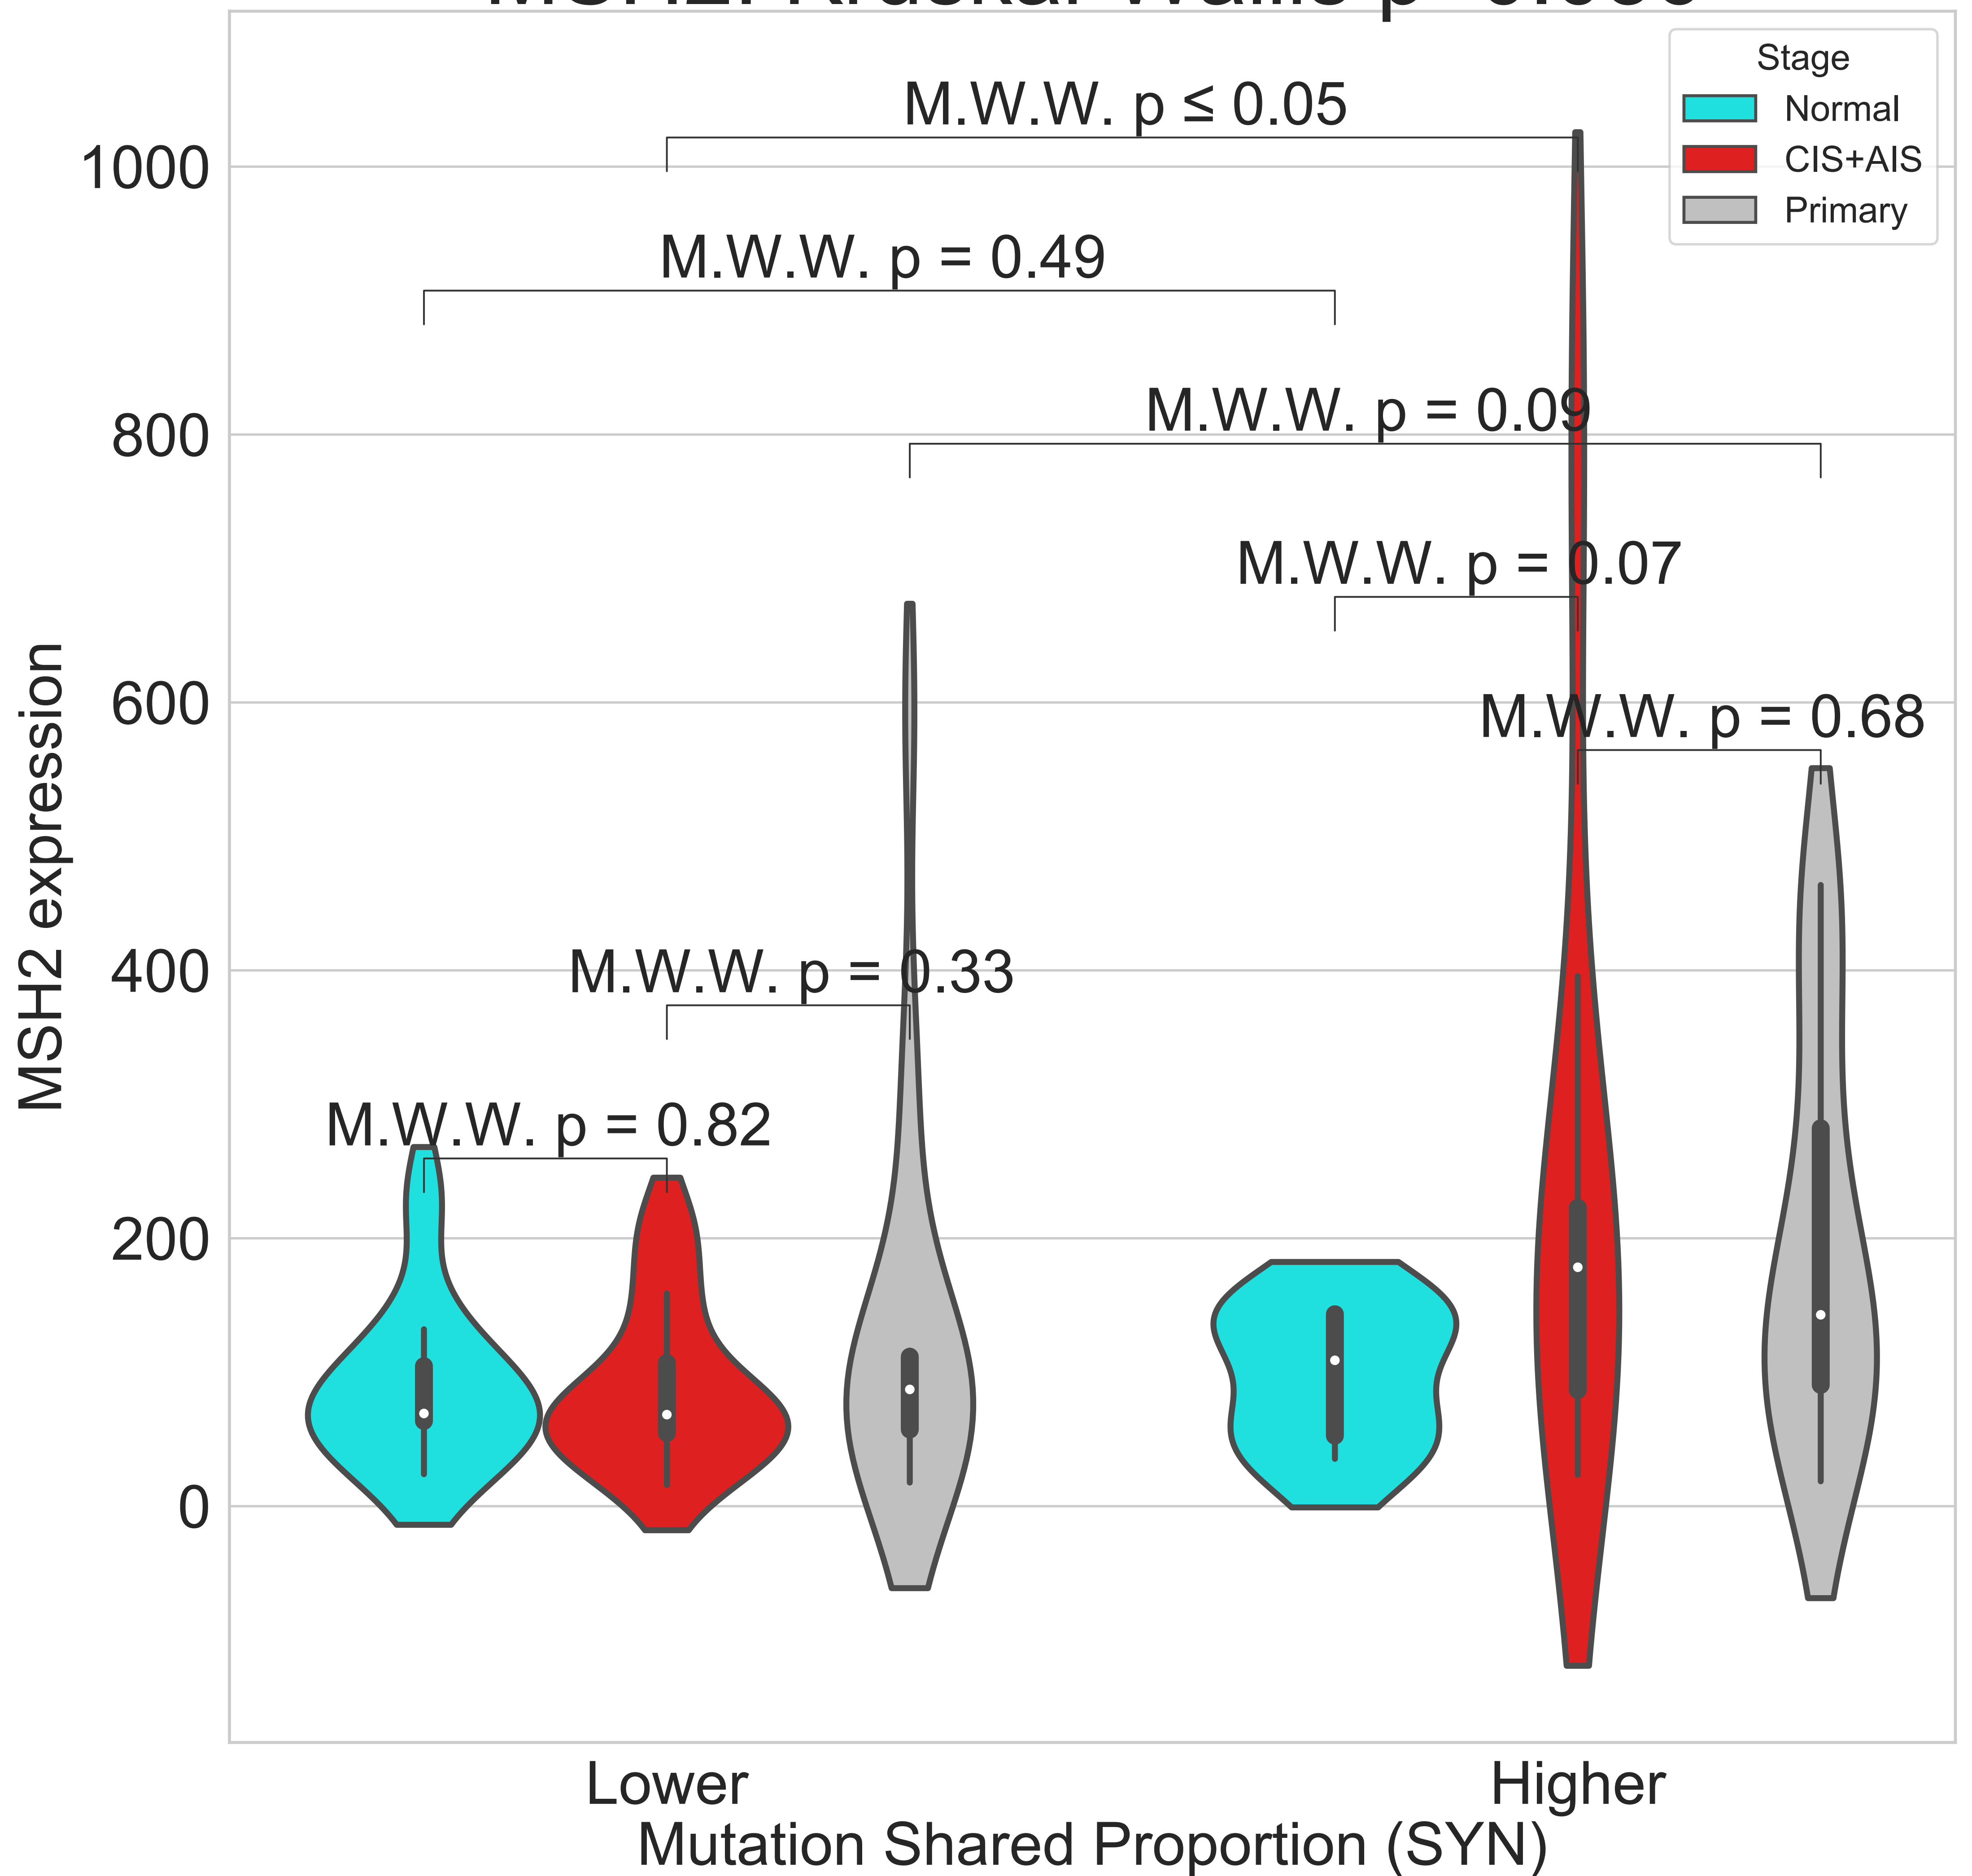 Stage
Normal
CIS+AIS
Primary
M.W.W. p ≤ 0.05
M.W.W. p = 0.49
M.W.W. p = 0.09
M.W.W. p = 0.07
M.W.W. p = 0.68
M.W.W. p = 0.33
M.W.W. p = 0.82
1000
800
600
400
200
0
MSH2 expression
Lower
Higher
Mutation Shared Proportion (SYN)